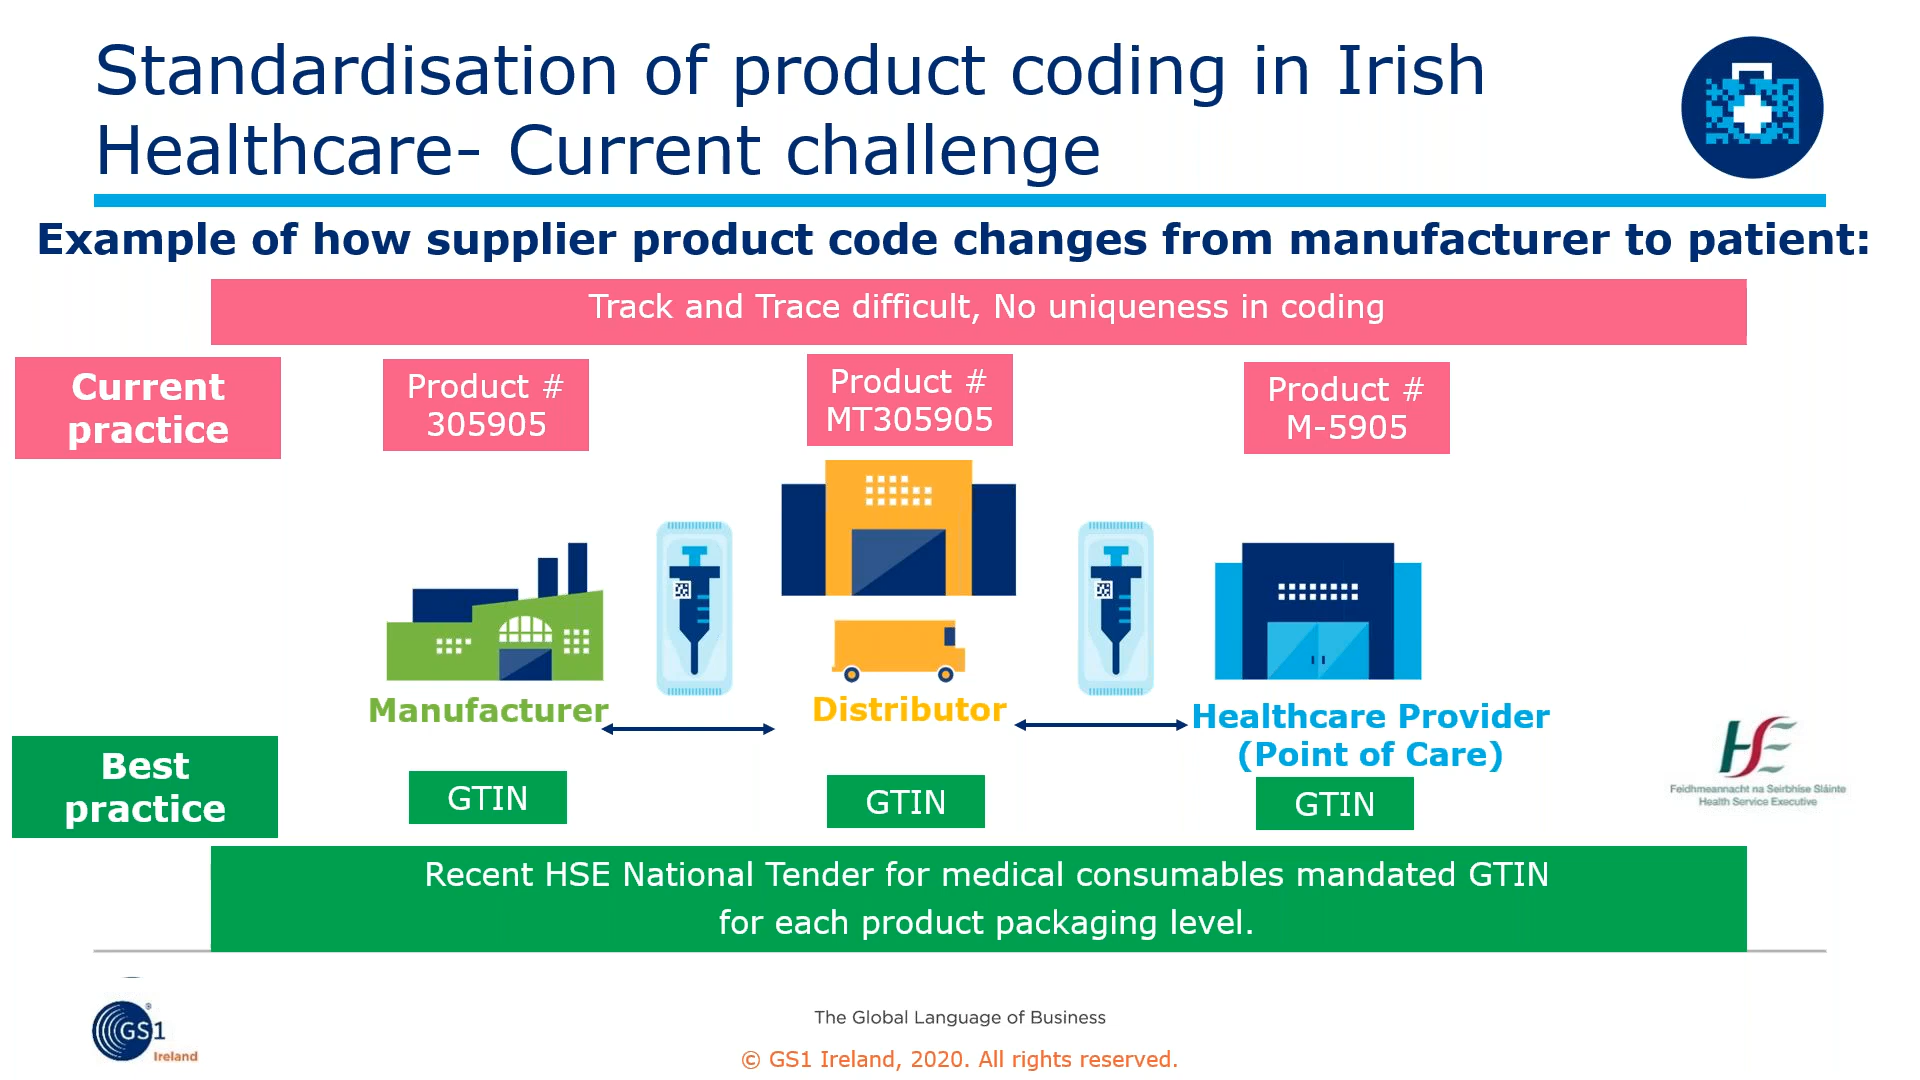 Standardisation of product coding in Irish
Healthcare- Current challenge
Example of how supplier product code changes from manufacturer to patient:
Track and Trace difficult, No uniqueness in coding
Current
practice
Product #
305905
Product #
MT305905
Product #
M-5905
Manufacturer
Distributor
Healthcare Provider
(Point of Care)
Best
practice
GTIN
GTIN
GTIN
HSE
Feidhmeannacht na Seirbhíse Sláinte
Health Service Executive
Recent HSE National Tender for medical consumables mandated GTIN
for each product packaging level.
GS1
®
Ireland
The Global Language of Business
© GS1 Ireland, 2020. All rights reserved.